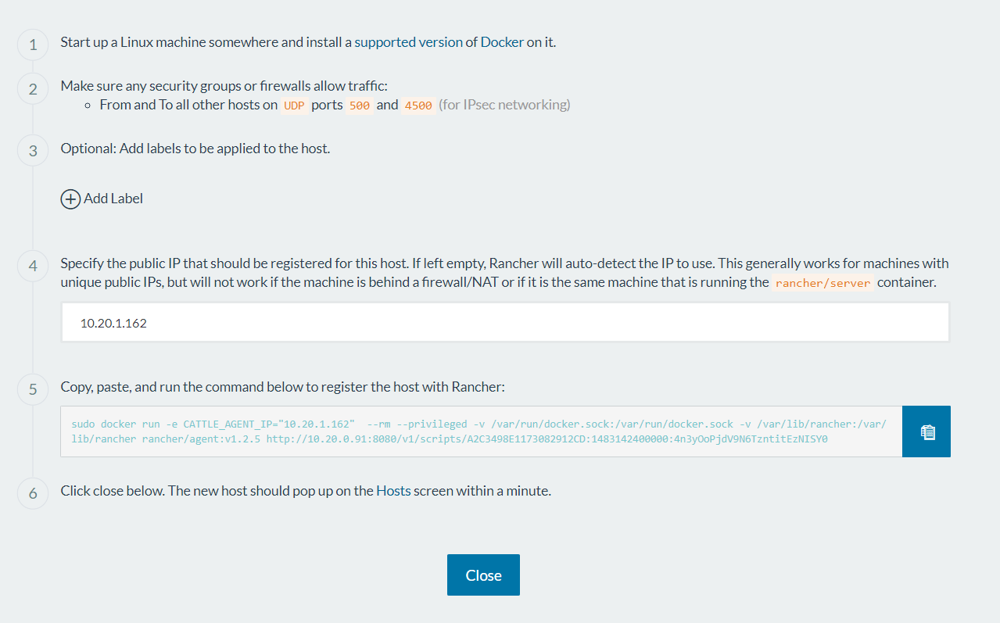 1
Start up a Linux machine somewhere and install a supported version of Docker on it.
2
Make sure any security groups or firewalls allow traffic:
From and To all other hosts on UDP ports 500 and 4500 (for IPsec networking)
3
Optional: Add labels to be applied to the host.
Add Label
4
Specify the public IP that should be registered for this host. If left empty, Rancher will auto-detect the IP to use. This generally works for machines with
unique public IPs, but will not work if the machine is behind a firewall/NAT or if it is the same machine that is running the rancher/server container.
10.20.1.162
5
Copy, paste, and run the command below to register the host with Rancher:
sudo docker run -e CATTLE_AGENT_IP="10.20.1.162"  --rm --privileged -v /var/run/docker.sock:/var/run/docker.sock -v /var/lib/rancher:/var/
lib/rancher rancher/agent:v1.2.5 http://10.20.0.91:8080/v1/scripts/A2C3498E1173082912CD:1483142400000:4n3yOoPjdV9N6TzntitEzNISY0
6
Click close below. The new host should pop up on the Hosts screen within a minute.
Close